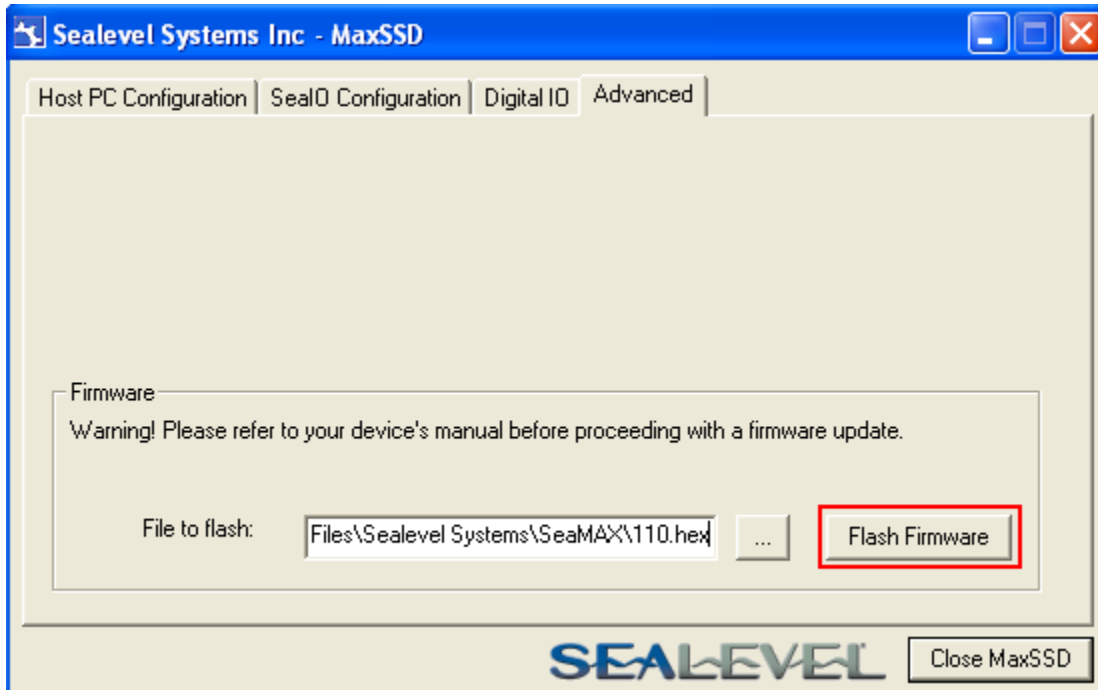 Sealevel Systems Inc - MaxSSD
Host PC Configuration SeaIO Configuration Digital IO Advanced
Firmware
Warning! Please refer to your device's manual before proceeding with a firmware update.
File to flash: Files\Sealevel Systems\SeaMAX\110.hex ... Flash Firmware
SEALEVEL Close MaxSSD